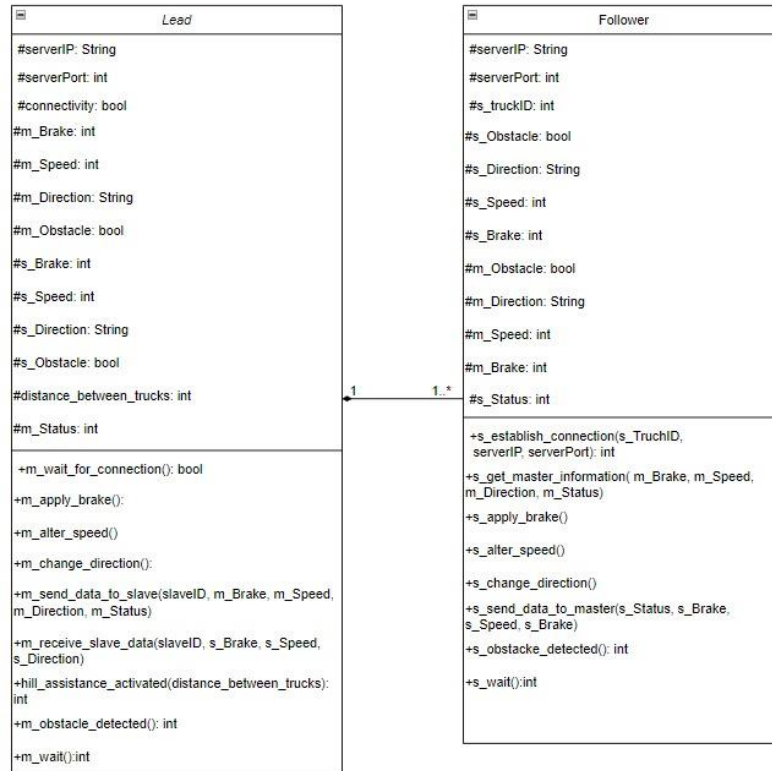 Lead
#serverIP: String
#serverPort: int
#connectivity: bool
#m_Brake: int
#m_Speed: int
#m_Direction: String
#m_Obstacle: bool
#s_Brake: int
#s_Speed: int
#s_Direction: String
#s_Obstacle: bool
#distance_between_trucks: int
#m_Status: int
+m_wait_for_connection(): bool
+m_apply_brake():
+m_alter_speed()
+m_change_direction():
+m_send_data_to_slave(slaveID, m_Brake, m_Speed,
m_Direction, m_Status)
+m_receive_slave_data(slaveID, s_Brake, s_Speed,
s_Direction)
+hill_assistance_activated(distance_between_trucks):
int
+m_obstacle_detected(): int
+m_wait():int
1
1..*
Follower
#serverIP: String
#serverPort: int
#s_truckID: int
#s_Obstacle: bool
#s_Direction: String
#s_Speed: int
#s_Brake: int
#m_Obstacle: bool
#m_Direction: String
#m_Speed: int
#m_Brake: int
#s_Status: int
+s_establish_connection(s_TruchID,
serverIP, serverPort): int
+s_get_master_information( m_Brake, m_Speed,
m_Direction, m_Status)
+s_apply_brake()
+s_alter_speed()
+s_change_direction()
+s_send_data_to_master(s_Status, s_Brake,
s_Speed, s_Brake)
+s_obstacke_detected(): int
+s_wait():int